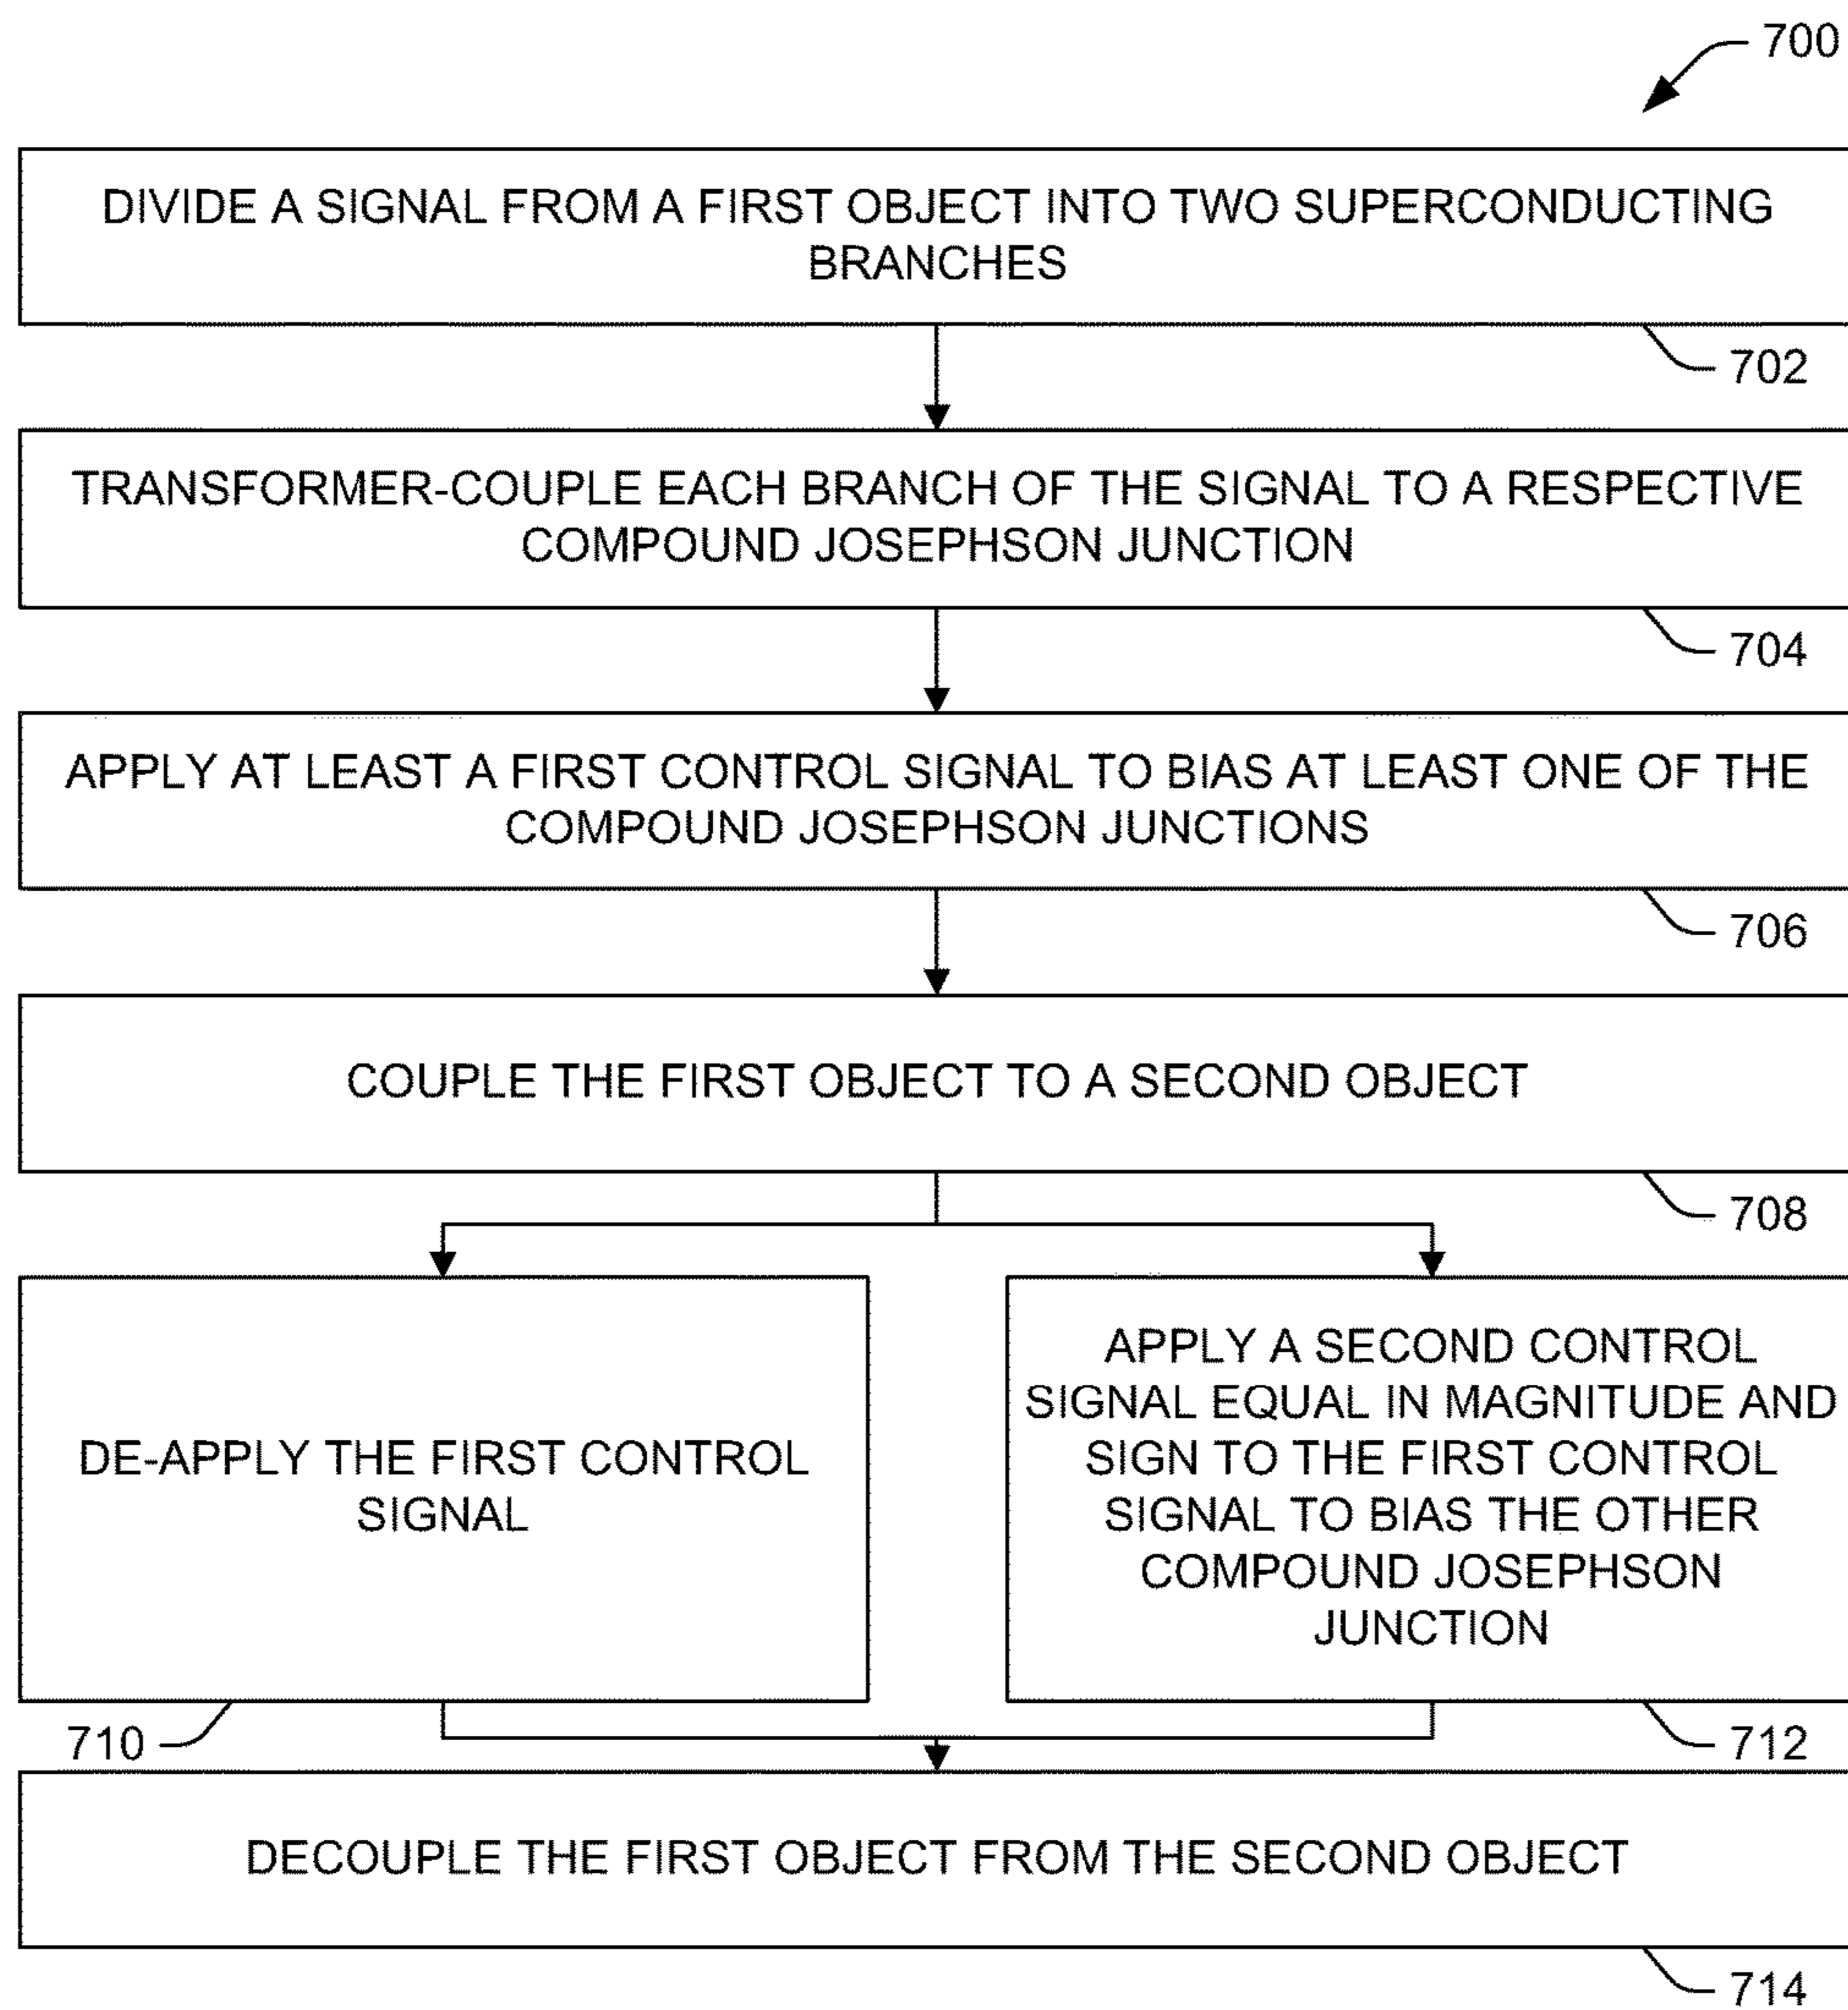 700
DIVIDE A SIGNAL FROM A FIRST OBJECT INTO TWO SUPERCONDUCTING
BRANCHES
702
TRANSFORMER-COUPLE EACH BRANCH OF THE SIGNAL TO A RESPECTIVE
COMPOUND JOSEPHSON JUNCTION
704
APPLY AT LEAST A FIRST CONTROL SIGNAL TO BIAS AT LEAST ONE OF THE
COMPOUND JOSEPHSON JUNCTIONS
706
COUPLE THE FIRST OBJECT TO A SECOND OBJECT
708
DE-APPLY THE FIRST CONTROL
SIGNAL
710
APPLY A SECOND CONTROL
SIGNAL EQUAL IN MAGNITUDE AND
SIGN TO THE FIRST CONTROL
SIGNAL TO BIAS THE OTHER
COMPOUND JOSEPHSON
JUNCTION
712
DECOUPLE THE FIRST OBJECT FROM THE SECOND OBJECT
714